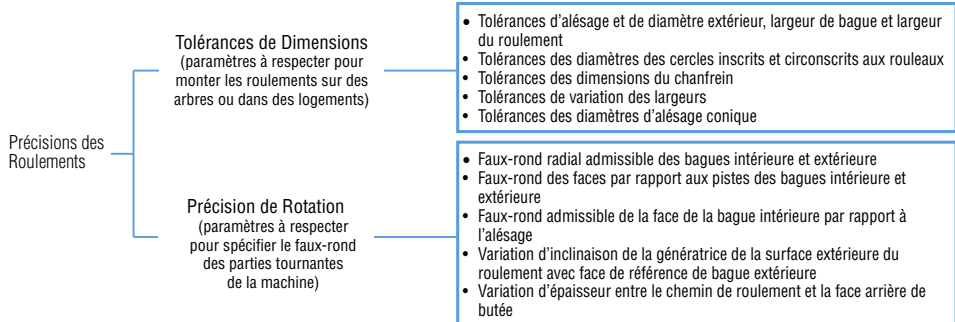 Précisions des
Roulements
Tolérances de Dimensions
(paramètres à respecter pour
monter les roulements sur des
arbres ou dans des logements)
• Tolérances d'alésage et de diamètre extérieur, largeur de bague et largeur
du roulement
• Tolérances des diamètres des cercles inscrits et circonscrits aux rouleaux
• Tolérances des dimensions du chanfrein
• Tolérances de variation des largeurs
• Tolérances des diamètres d'alésage conique
Précision de Rotation
(paramètres à respecter
pour spécifier le faux-rond
des parties tournantes
de la machine)
• Faux-rond radial admissible des bagues intérieure et extérieure
• Faux-rond des faces par rapport aux pistes des bagues intérieure et
extérieure
• Faux-rond admissible de la face de la bague intérieure par rapport à
l'alésage
• Variation d'inclinaison de la génératrice de la surface extérieure du
roulement avec face de référence de bague extérieure
• Variation d'épaisseur entre le chemin de roulement et la face arrière de
butée